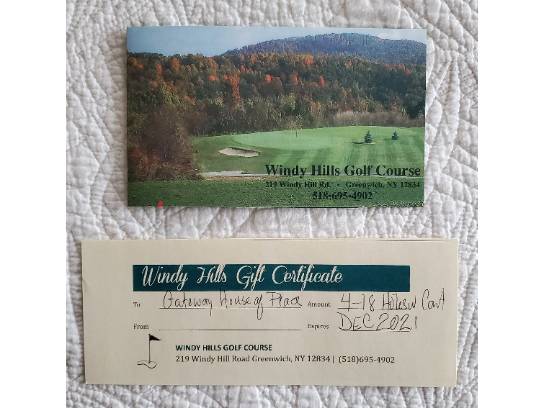 Windy Hills Golf Course
219 Windy Hill Rd. • Greenwich, NY 12834
518-695-4902
Windy Hills Gift Certificate
To Gateway House of Peace Amount 4-18 Holes w Cart
From Expires DEC 2021
WINDY HILLS GOLF COURSE
219 Windy Hill Road Greenwich, NY 12834 | (518)695-4902